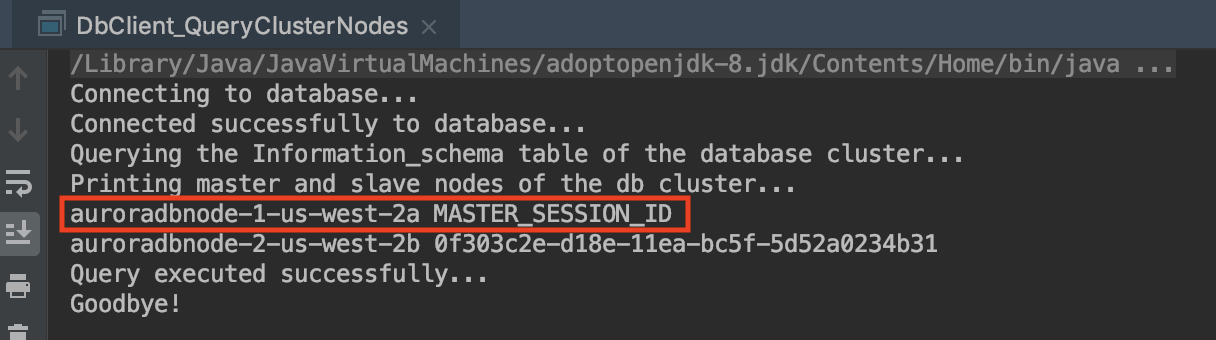 DbClient_QueryClusterNodes
/Library/Java/JavaVirtualMachines/adoptopenjdk-8.jdk/Contents/Home/bin/java ...
Connecting to database...
Connected successfully to database...
Querying the Information_schema table of the database cluster...
Printing master and slave nodes of the db cluster...
auroradbnode-1-us-west-2a MASTER_SESSION_ID
auroradbnode-2-us-west-2b 0f303c2e-d18e-11ea-bc5f-5d52a0234b31
Query executed successfully...
Goodbye!